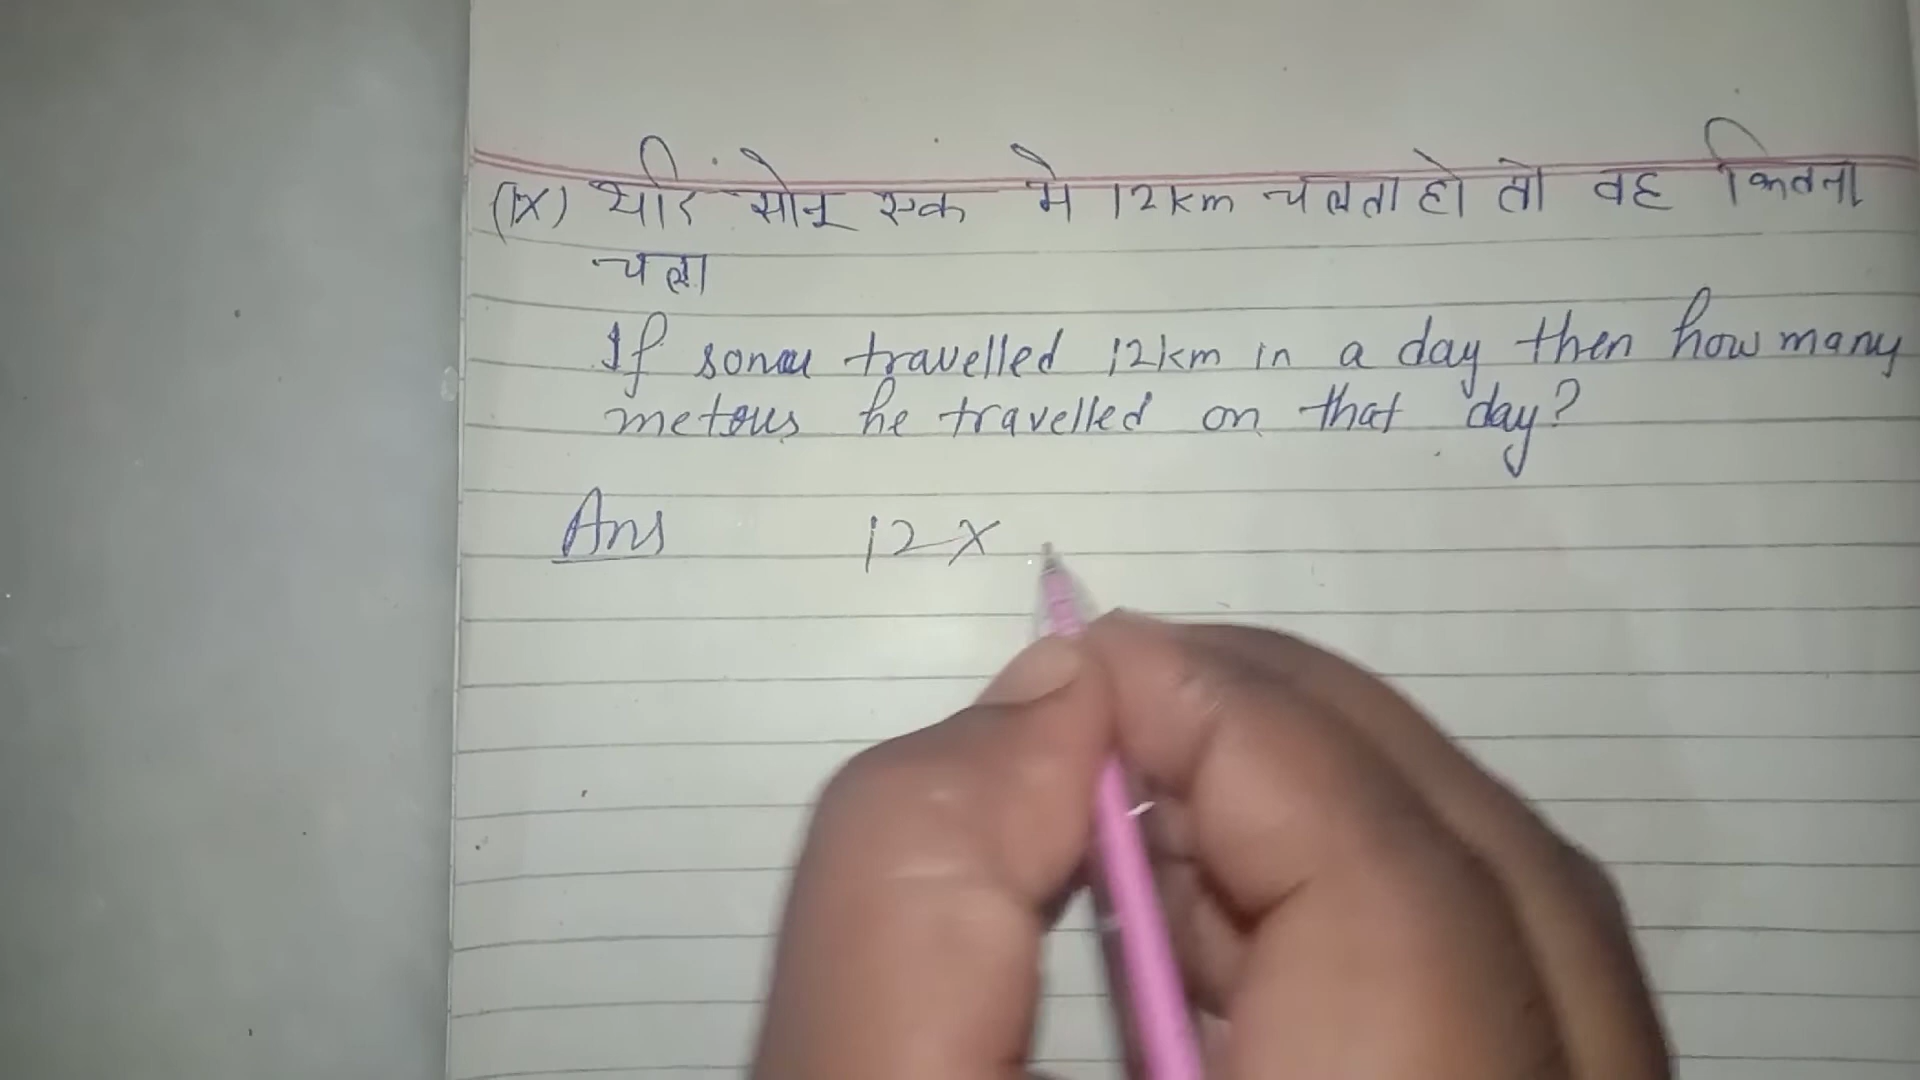 (ix) यदि सोनू एक मे 12km चलता हो तो वह कितना
चला
If sonu travelled 12km in a day then how many
meters he travelled on that day?
Ans 12 x